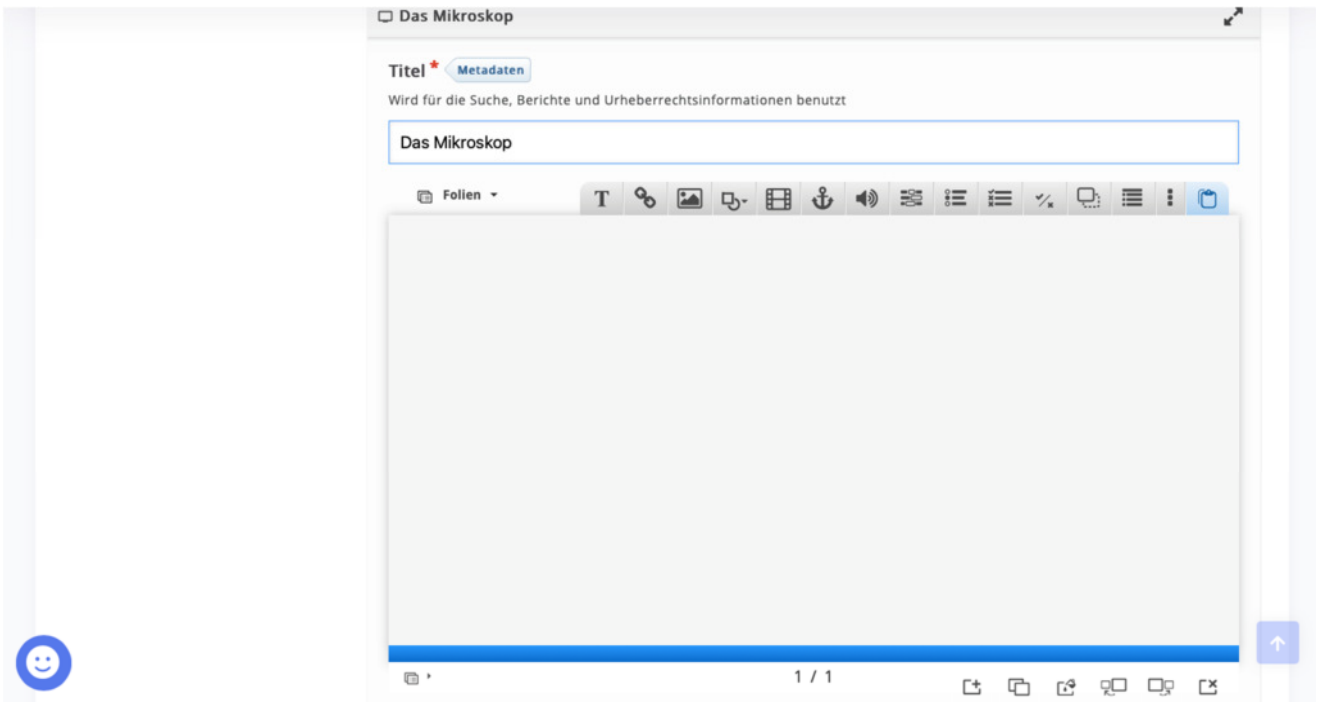 Das Mikroskop
Titel * Metadaten
Wird für die Suche, Berichte und Urheberrechtsinformationen benutzt
Das Mikroskop
Folien
T
1 / 1